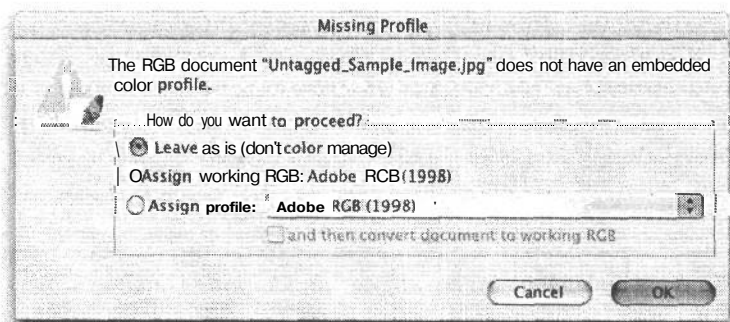 Missing Profile
The RGB document "Untagged_Sample_Image.jpg" does not have an embedded
color profile.
How do you want to proceed?
Leave as is (don't color manage)
Assign working RGB: Adobe RCB (1998)
Assign profile: Adobe RGB (1998)
and then convert document to working RGB
Cancel OK